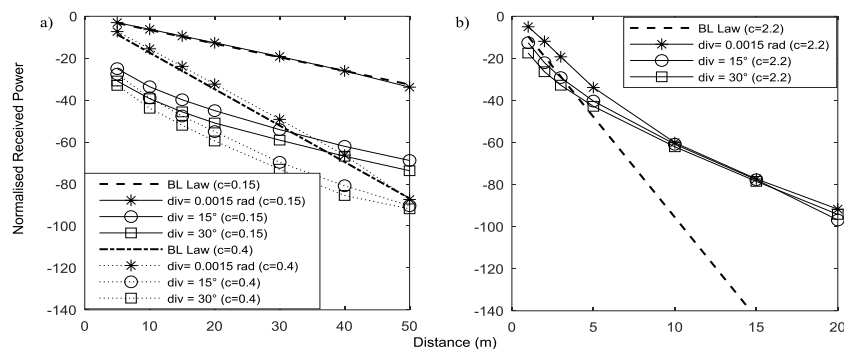 a)
Normalised Received Power
0
-20
-40
-60
-80
-100
-120
-140
0
10
20
30
40
50
BL Law (c=0.15)
div= 0.0015 rad (c=0.15)
div = 15° (c=0.15)
div = 30° (c=0.15)
BL Law (c=0.4)
div= 0.0015 rad (c=0.4)
div = 15° (c=0.4)
div = 30° (c=0.4)
b)
0
-20
-40
-60
-80
-100
-120
-140
0
5
10
15
20
BL Law (c=2.2)
div= 0.0015 rad (c=2.2)
div = 15° (c=2.2)
div = 30° (c=2.2)
Distance (m)